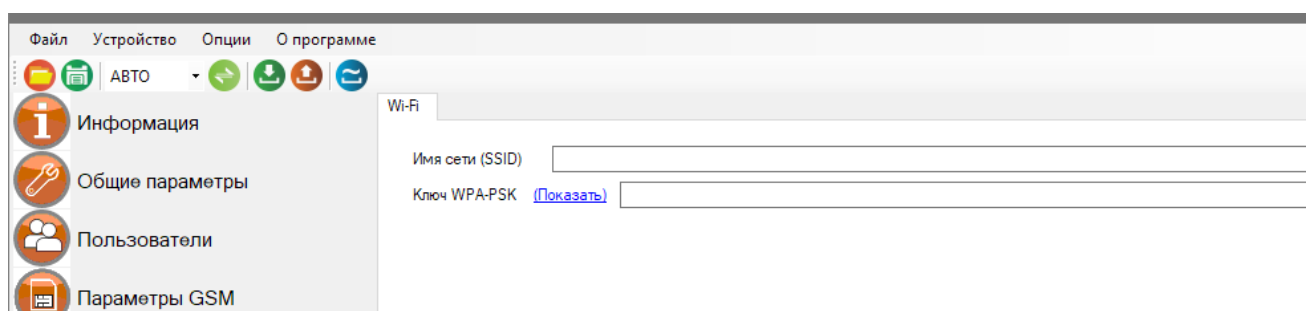 Файл Устройство Опции О программе
АВТО
Информация
Общие параметры
Пользователи
Параметры GSM
Wi-Fi
Имя сети (SSID)
Ключ WPA-PSK (Показать)